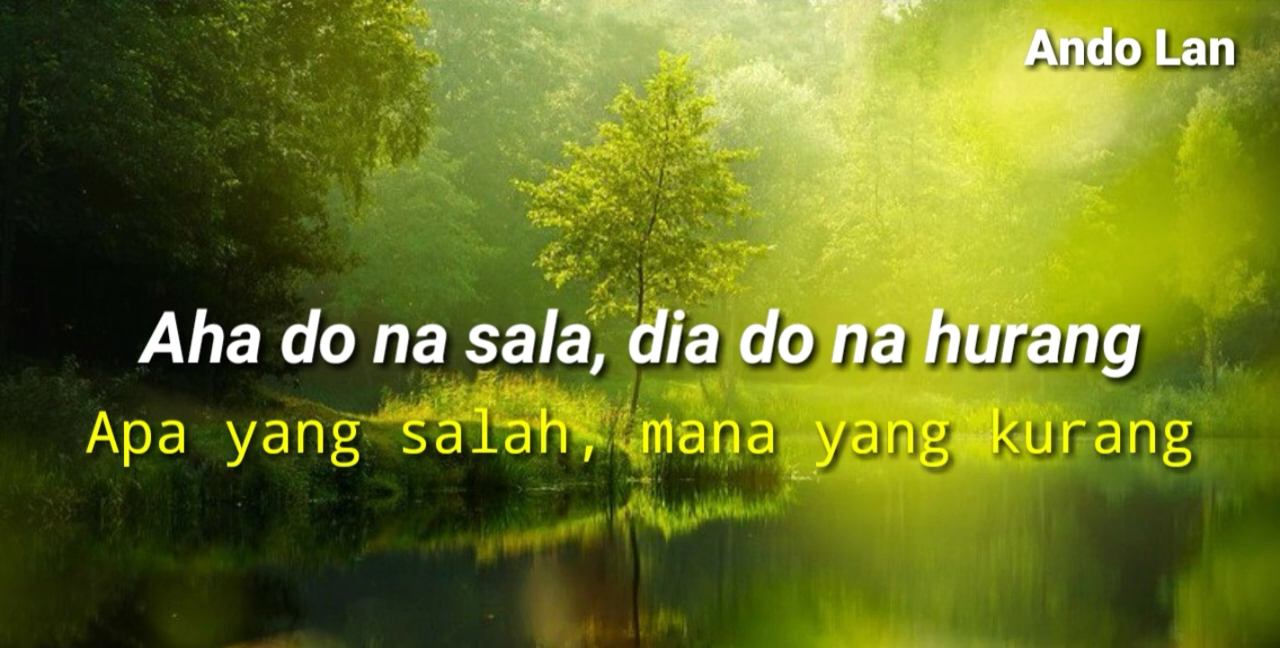 Ando Lan
Aha do na sala, dia do na hurang
Apa yang salah, mana yang kurang